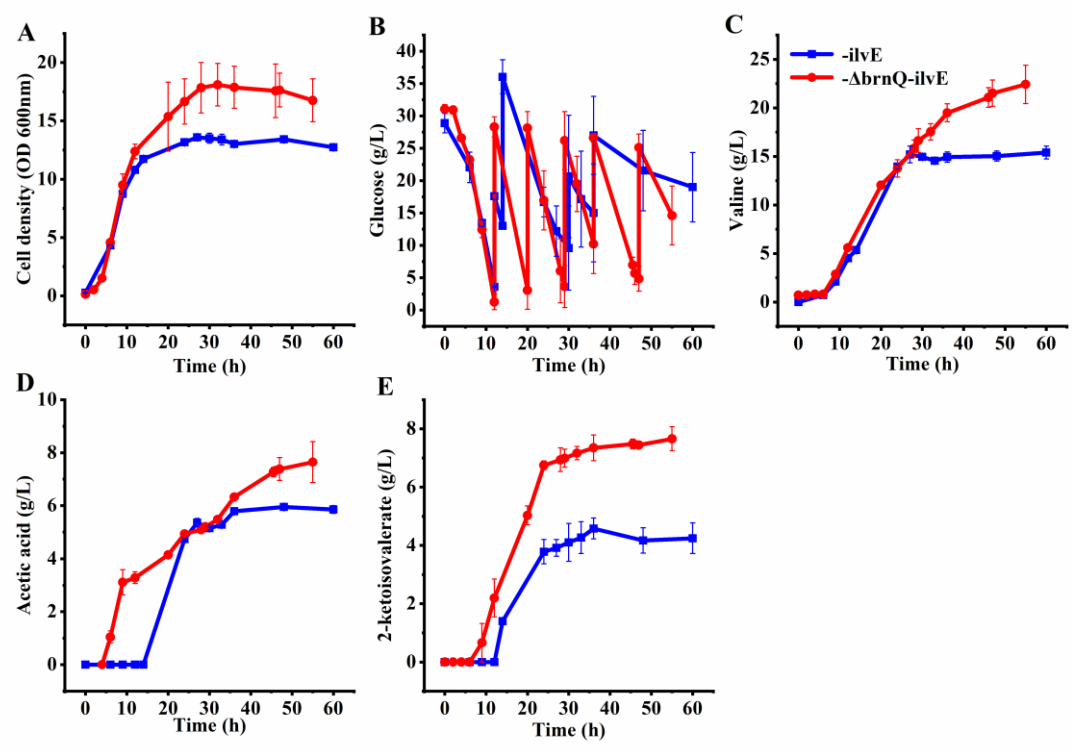 A
Cell density (OD 600nm)
20
15
10
5
0
0 10 20 30 40 50 60
Time (h)
B
Glucose (g/L)
40
35
30
25
20
15
10
5
0
0 10 20 30 40 50 60
Time (h)
C
Valine (g/L)
25
20
15
10
5
0
-ilvE
-ΔbrnQ-ilvE
0 10 20 30 40 50 60
Time (h)
D
Acetic acid (g/L)
10
8
6
4
2
0
0 10 20 30 40 50 60
Time (h)
E
2-ketoisovalerate (g/L)
8
6
4
2
0
0 10 20 30 40 50 60
Time (h)